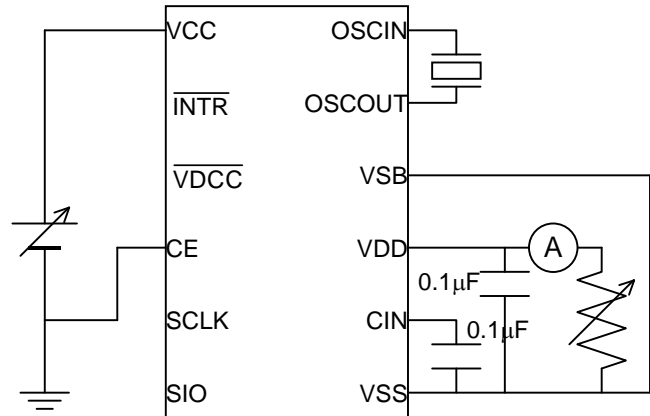 VCC
OSCIN
INTR
OSCOUT
VDCC
VSB
CE
VDD
A
0.1μF
SCLK
CIN
0.1μF
SIO
VSS